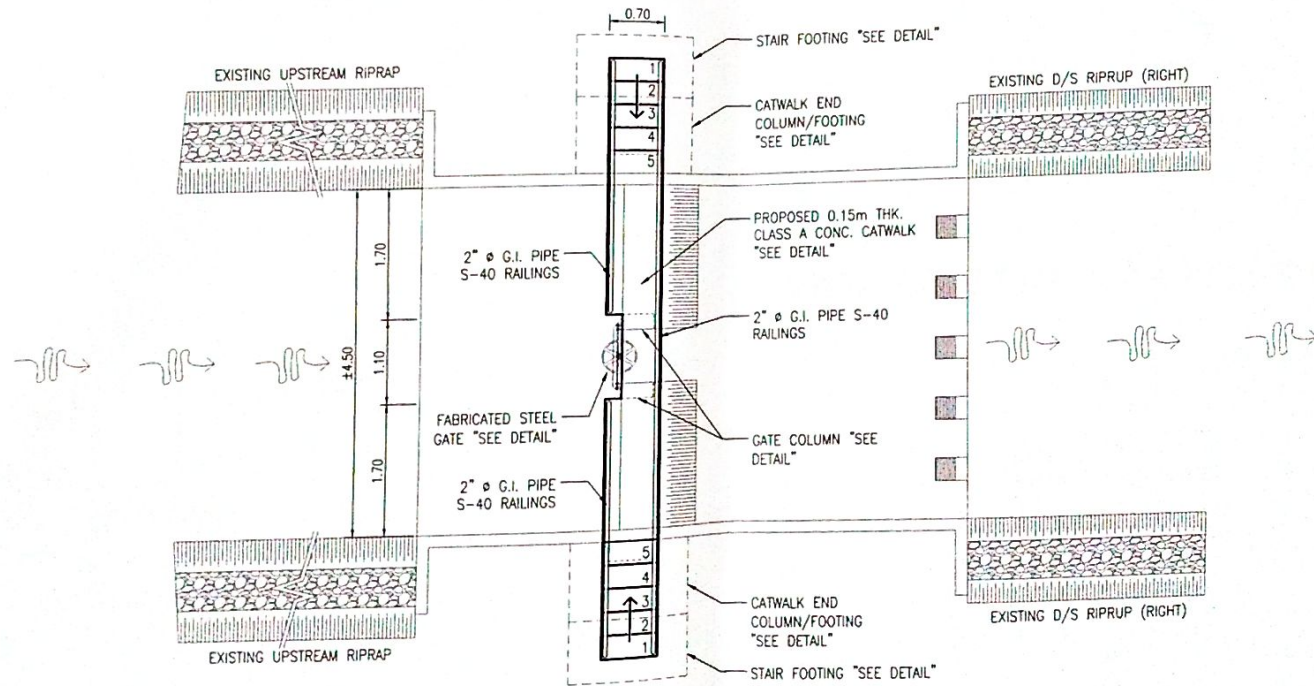 0.70
STAIR FOOTING "SEE DETAIL"
EXISTING UPSTREAM RIPRAP
EXISTING D/S RIPRUP (RIGHT)
1
2
3
4
5
CATWALK END
COLUMN/FOOTING
"SEE DETAIL"
PROPOSED 0.15m THK.
CLASS A CONC. CATWALK
"SEE DETAIL"
2" ø G.I. PIPE
S-40 RAILINGS
1.70
2" ø G.I. PIPE S-40
RAILINGS
±4.50
1.10
FABRICATED STEEL
GATE "SEE DETAIL"
GATE COLUMN "SEE
DETAIL"
1.70
2" ø G.I. PIPE
S-40 RAILINGS
5
4
3
2
1
CATWALK END
COLUMN/FOOTING
"SEE DETAIL"
EXISTING D/S RIPRUP (RIGHT)
EXISTING UPSTREAM RIPRAP
STAIR FOOTING "SEE DETAIL"